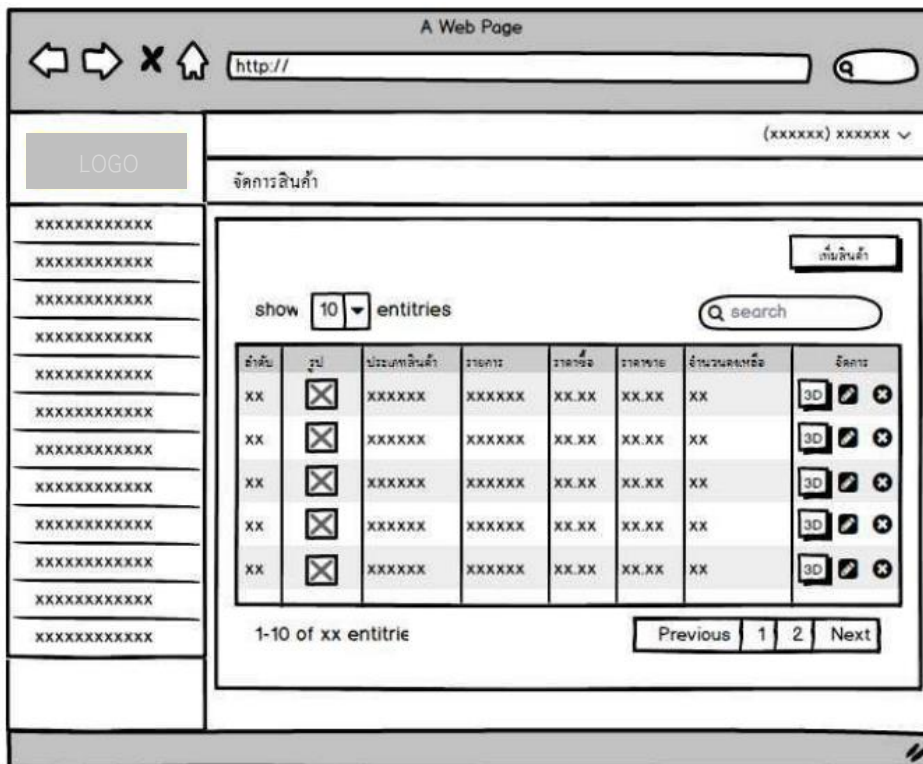 A Web Page
http://
(xxxxxx) xxxxxx
LOGO
จัดการสินค้า
xxxxxxxxxxxx
xxxxxxxxxxxx
xxxxxxxxxxxx
xxxxxxxxxxxx
xxxxxxxxxxxx
xxxxxxxxxxxx
xxxxxxxxxxxx
xxxxxxxxxxxx
xxxxxxxxxxxx
xxxxxxxxxxxx
xxxxxxxxxxxx
xxxxxxxxxxxx
เพิ่มสินค้า
show 10 entitries
search
ลำดับ รูป ประเภทสินค้า รายการ ราคาซื้อ ราคาขาย จำนวนคงเหลือ จัดการ
xx xxxxxx xxxxxx xx.xx xx.xx xx 3D
xx xxxxxx xxxxxx xx.xx xx.xx xx 3D
xx xxxxxx xxxxxx xx.xx xx.xx xx 3D
xx xxxxxx xxxxxx xx.xx xx.xx xx 3D
xx xxxxxx xxxxxx xx.xx xx.xx xx 3D
1-10 of xx entitrie
Previous 1 2 Next